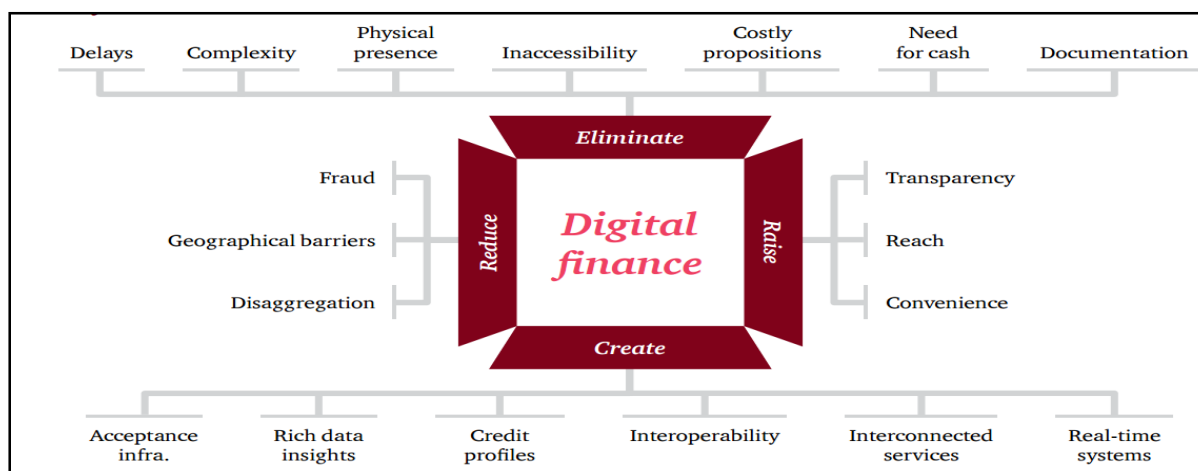 Delays
Complexity
Physical
presence
Inaccessibility
Costly
propositions
Need
for cash
Documentation
Eliminate
Fraud
Geographical barriers
Disaggregation
Reduce
Digital
finance
Raise
Transparency
Reach
Convenience
Create
Acceptance
infra.
Rich data
insights
Credit
profiles
Interoperability
Interconnected
services
Real-time
systems